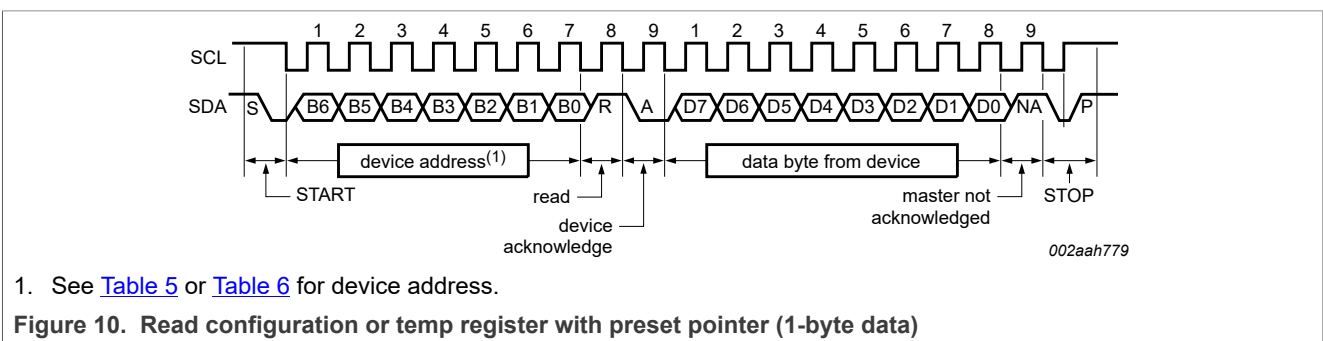 1 2 3 4 5 6 7 8 9 1 2 3 4 5 6 7 8 9
SCL
SDA S B6 B5 B4 B3 B2 B1 B0 R A D7 D6 D5 D4 D3 D2 D1 D0 NA P
device address(1) data byte from device
START read master not STOP
device acknowledged
acknowledge
002aah779
1. See Table 5 or Table 6 for device address.
Figure 10. Read configuration or temp register with preset pointer (1-byte data)